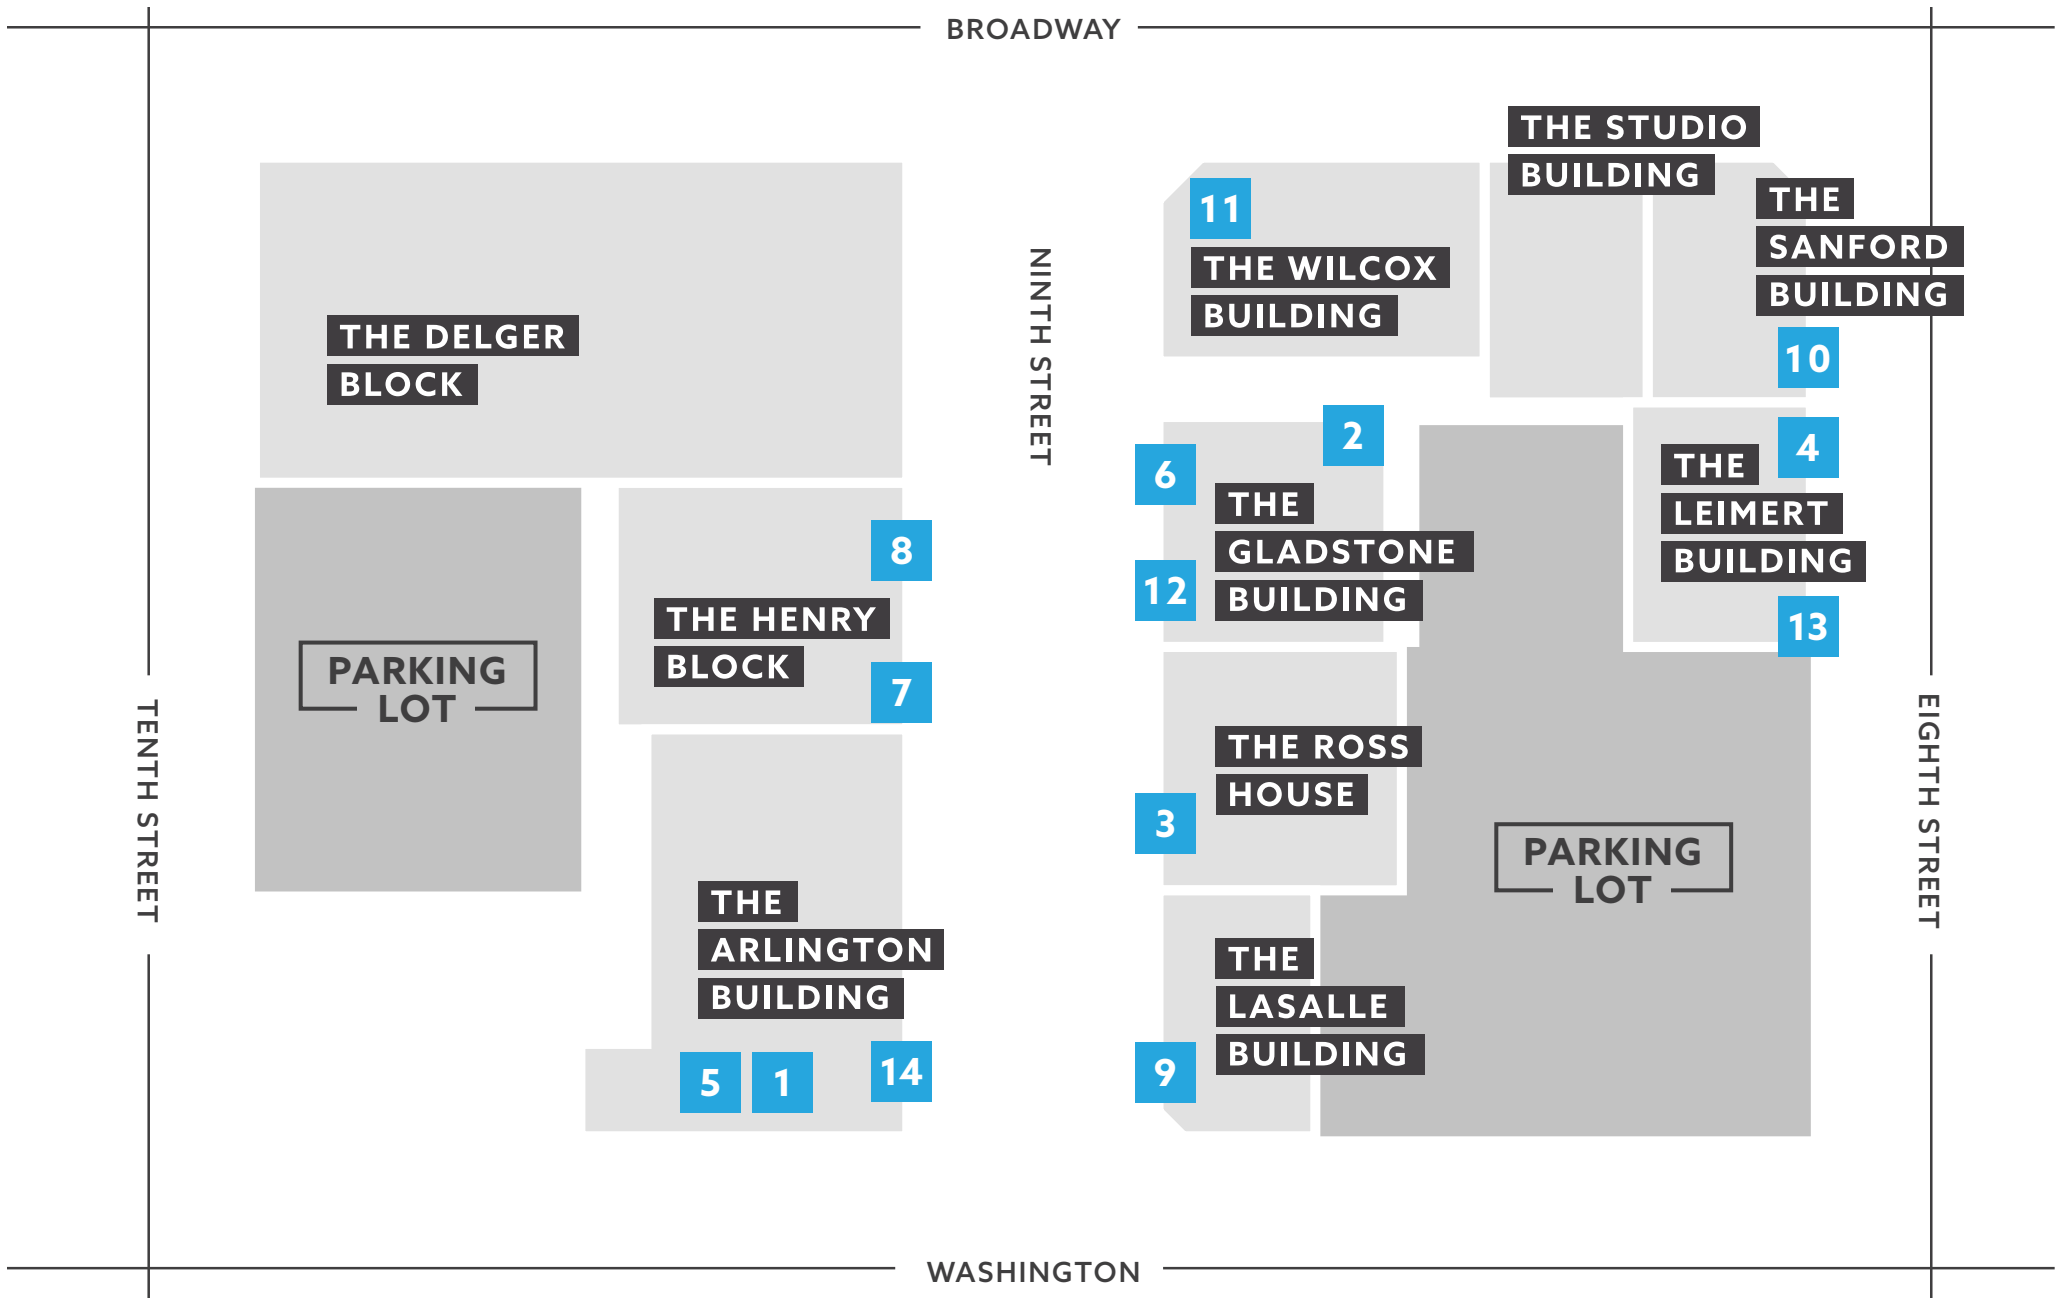 BROADWAY
THE STUDIO
BUILDING
11
THE WILCOX
BUILDING
THE
SANFORD
BUILDING
10
NINTH STREET
THE DELGER
BLOCK
2
6
THE
GLADSTONE
BUILDING
12
4
THE
LEIMERT
BUILDING
13
8
THE HENRY
BLOCK
7
PARKING
LOT
TENTH STREET
THE ROSS
HOUSE
3
PARKING
LOT
EIGHTH STREET
THE
ARLINGTON
BUILDING
5
1
14
THE
LASALLE
BUILDING
9
WASHINGTON